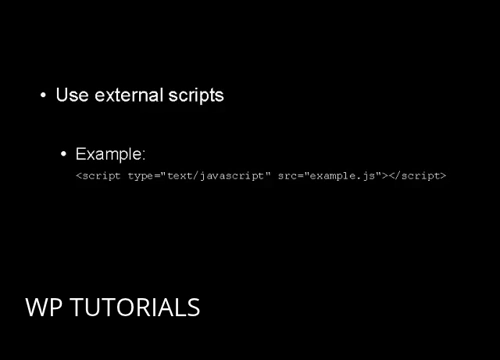 • Use external scripts
• Example:
<script type="text/javascript" src="example.js"></script>
WP TUTORIALS